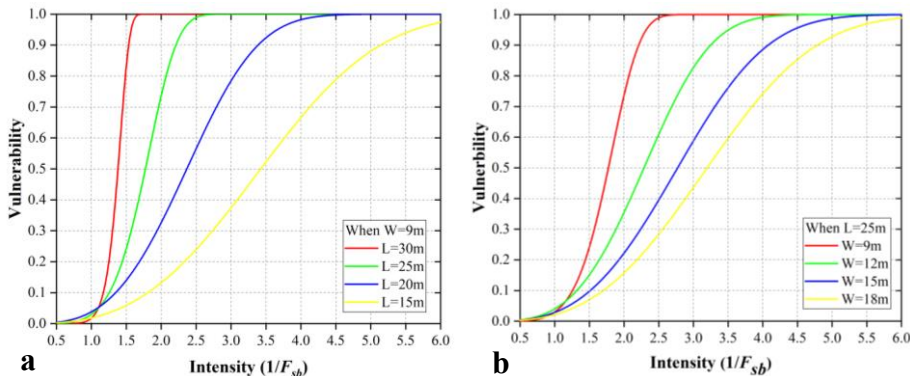 1.0
0.9
0.8
0.7
0.6
0.5
0.4
0.3
0.2
0.1
0.0
Vulnerability
When W=9m
L=30m
L=25m
L=20m
L=15m
0.5 1.0 1.5 2.0 2.5 3.0 3.5 4.0 4.5 5.0 5.5 6.0
Intensity (1/Fsb)
a
1.0
0.9
0.8
0.7
0.6
0.5
0.4
0.3
0.2
0.1
0.0
Vulnerbility
When L=25m
W=9m
W=12m
W=15m
W=18m
0.5 1.0 1.5 2.0 2.5 3.0 3.5 4.0 4.5 5.0 5.5 6.0
Intensity (1/Fsb)
b